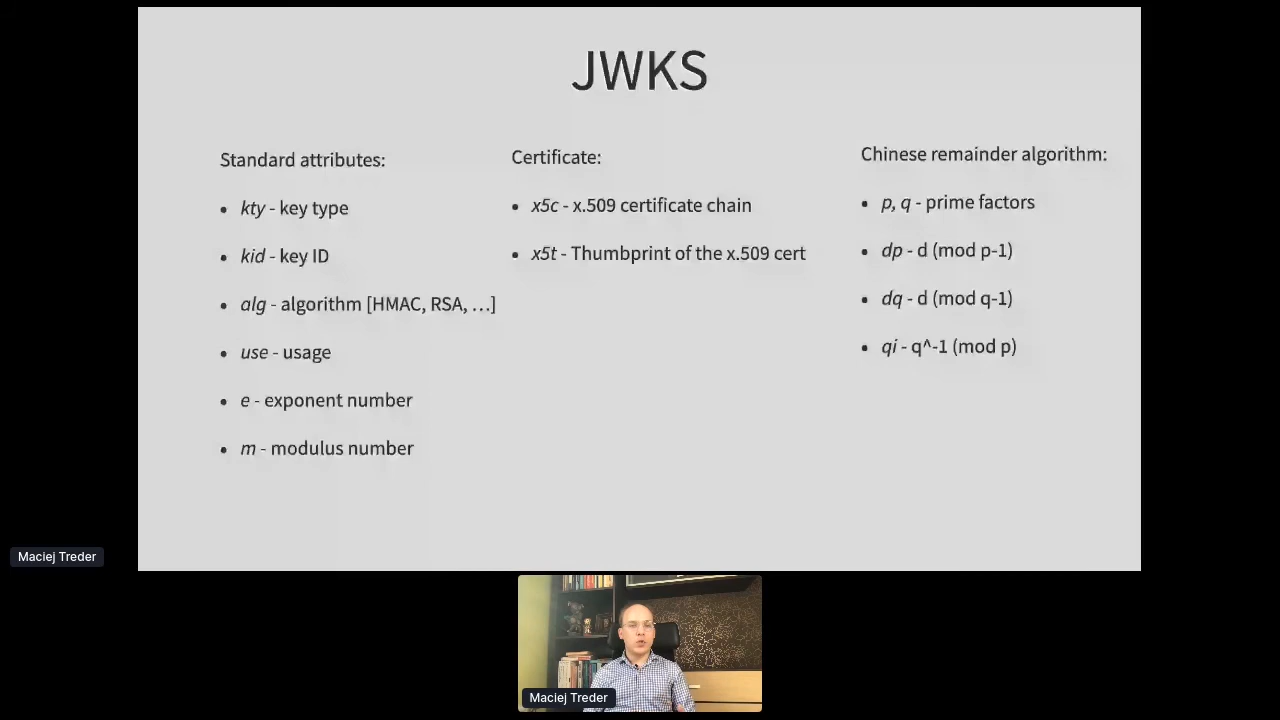 JWKS
Standard attributes:
• kty - key type
• kid - key ID
• alg - algorithm [HMAC, RSA, …]
• use - usage
• e - exponent number
• m - modulus number
Certificate:
• x5c - x.509 certificate chain
• x5t - Thumbprint of the x.509 cert
Chinese remainder algorithm:
• p, q - prime factors
• dp - d (mod p-1)
• dq - d (mod q-1)
• qi - q^-1 (mod p)
Maciej Treder
Maciej Treder